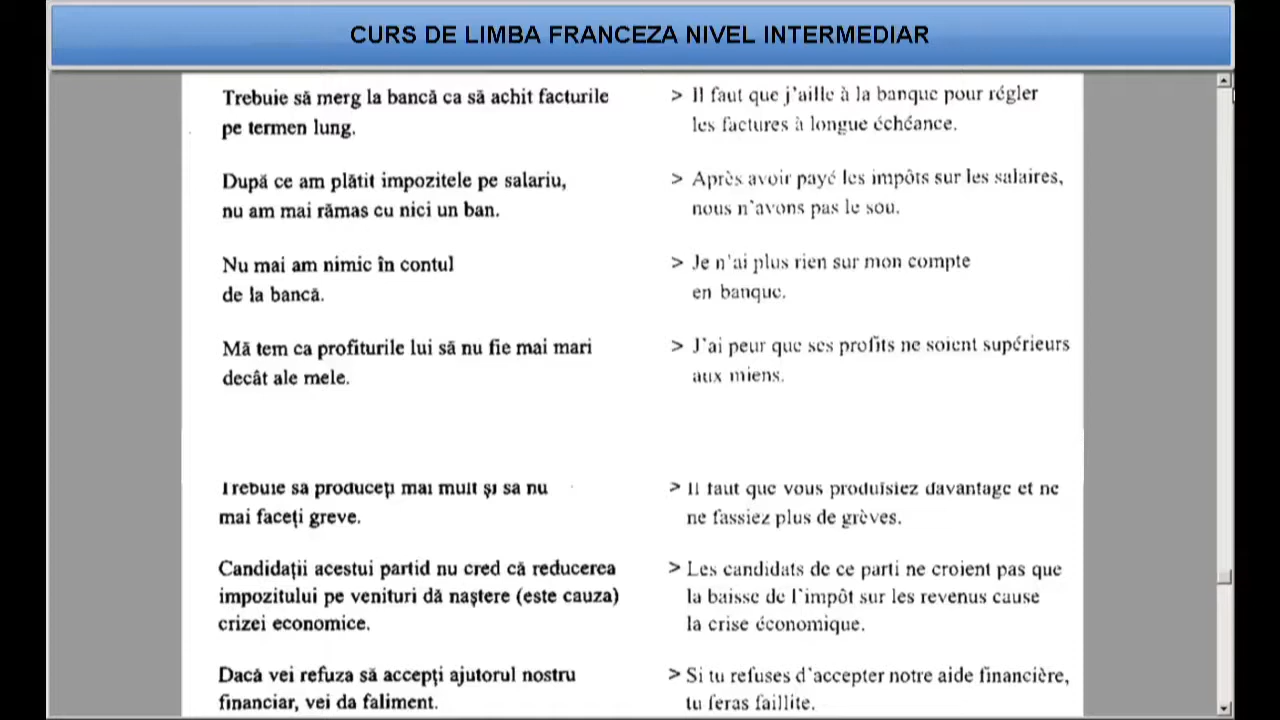 CURS DE LIMBA FRANCEZA NIVEL INTERMEDIAR
Trebuie să merg la bancă ca să achit facturile
pe termen lung.
> Il faut que j'aille à la banque pour régler
les factures à longue échéance.
După ce am plătit impozitele pe salariu,
nu am mai rămas cu nici un ban.
> Après avoir payé les impôts sur les salaires,
nous n'avons pas le sou.
Nu mai am nimic în contul
de la bancă.
> Je n'ai plus rien sur mon compte
en banque.
Mă tem ca profiturile lui să nu fie mai mari
decât ale mele.
> J'ai peur que ses profits ne soient supérieurs
aux miens.
Trebuie să produceți mai mult și să nu
mai faceți greve.
> Il faut que vous produisiez davantage et ne
ne fassiez plus de grèves.
Candidații acestui partid nu cred că reducerea
impozitului pe venituri dă naștere (este cauza)
crizei economice.
> Les candidats de ce parti ne croient pas que
la baisse de l'impôt sur les revenus cause
la crise économique.
Dacă vei refuza să accepți ajutorul nostru
financiar, vei da faliment.
> Si tu refuses d'accepter notre aide financière,
tu feras faillite.